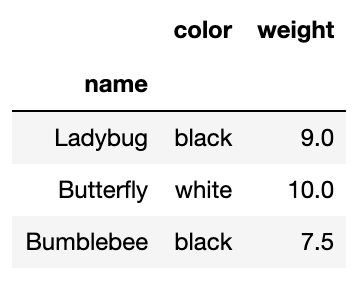 color weight
name
Ladybug black 9.0
Butterfly white 10.0
Bumblebee black 7.5